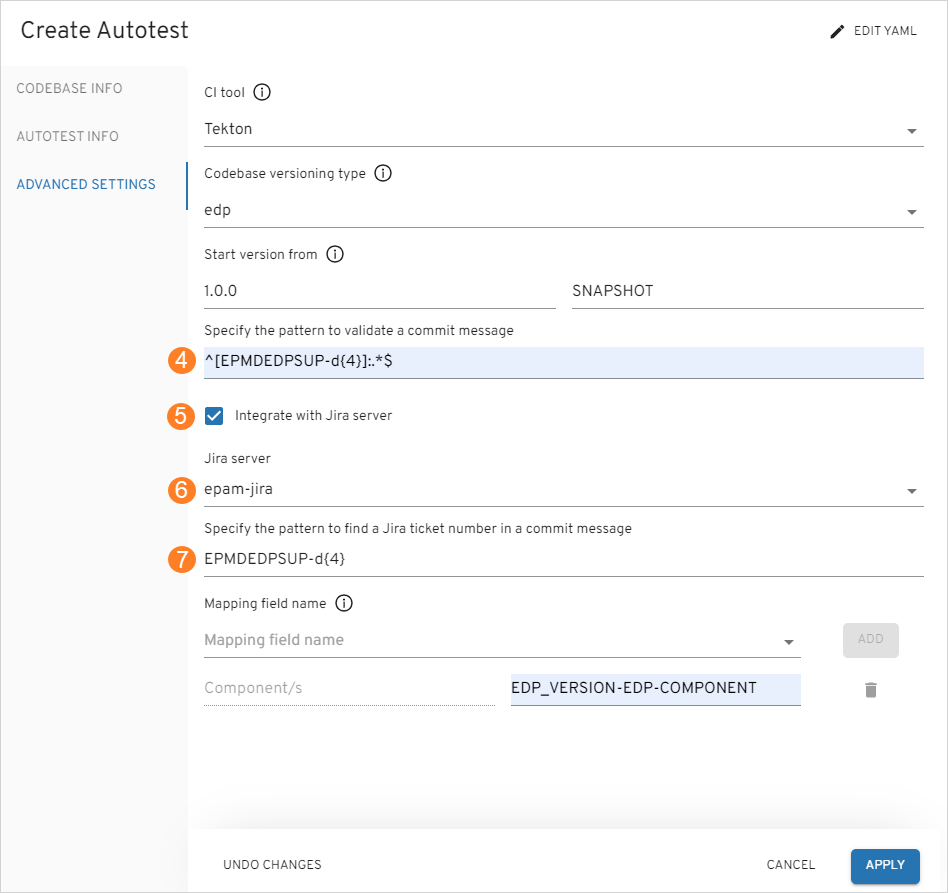 Create Autotest
EDIT YAML
CODEBASE INFO
AUTOTEST INFO
ADVANCED SETTINGS
CI tool
Tekton
Codebase versioning type
edp
Start version from
1.0.0 SNAPSHOT
Specify the pattern to validate a commit message
4 ^[EPMDEDPSUP-d{4}]:.*$
5 Integrate with Jira server
Jira server
6 epam-jira
Specify the pattern to find a Jira ticket number in a commit message
7 EPMDEDPSUP-d{4}
Mapping field name
Mapping field name ADD
Component/s EDP_VERSION-EDP-COMPONENT
UNDO CHANGES CANCEL APPLY